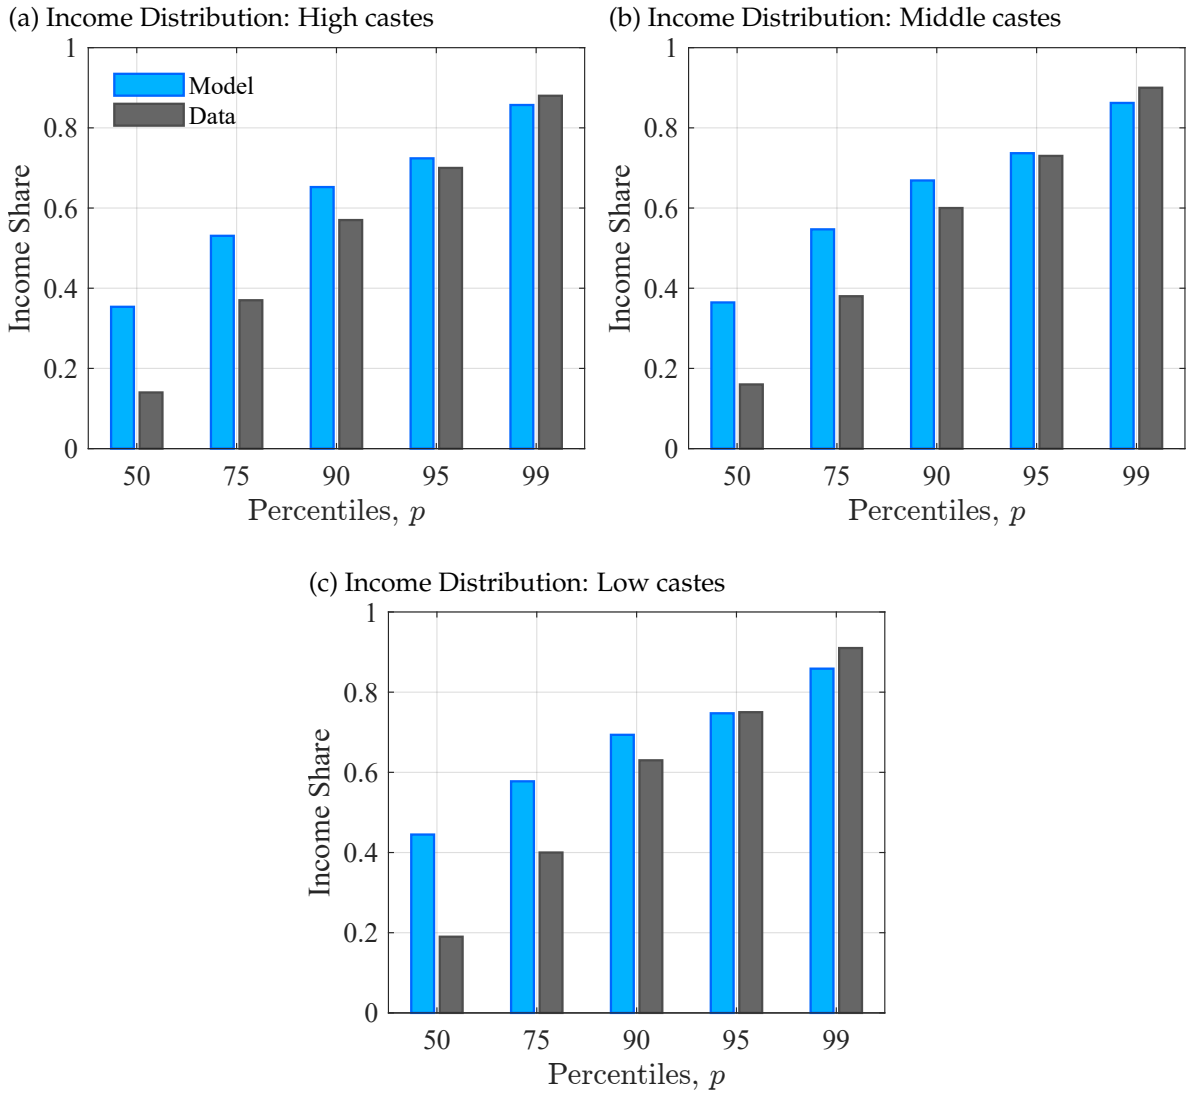 (a) Income Distribution: High castes
1
0.8
0.6
0.4
0.2
0
Income Share
Model
Data
50 75 90 95 99
Percentiles, p
(b) Income Distribution: Middle castes
1
0.8
0.6
0.4
0.2
0
Income Share
50 75 90 95 99
Percentiles, p
(c) Income Distribution: Low castes
1
0.8
0.6
0.4
0.2
0
Income Share
50 75 90 95 99
Percentiles, p